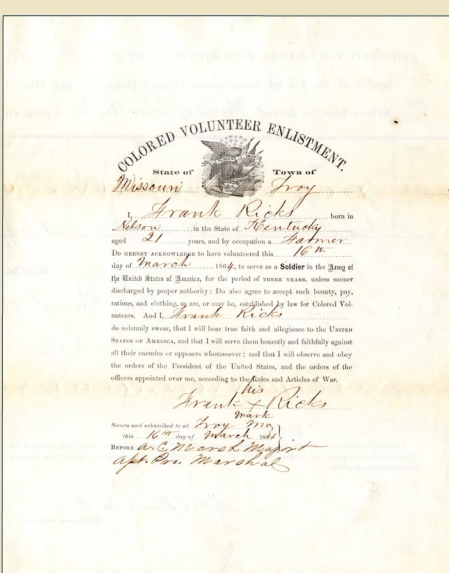 COLORED VOLUNTEER ENLISTMENT.
State of Town of
Missouri Troy
I, Frank Ricks born in
Nelson in the State of Kentucky
aged 21 years, and by occupation a Farmer
DO HEREBY ACKNOWLEDGE to have volunteered this 16th
day of March 1864, to serve as a Soldier in the Army of
the United States of America, for the period of THREE YEARS, unless sooner
discharged by proper authority: Do also agree to accept such bounty, pay,
rations, and clothing, as are, or may be, established by law for Colored Vol-
unteers. And I, Frank Ricks
do solemnly swear, that I will bear true faith and allegiance to the UNITED
STATES OF AMERICA, and that I will serve them honestly and faithfully against
all their enemies or opposers whomsoever; and that I will observe and obey
the orders of the President of the United States, and the orders of the
officers appointed over me, according to the Rules and Articles of War.
his
Frank X Ricks
mark
Sworn and subscribed to at Troy Mo
this 16th day of March 1864
BEFORE A. C. Marsh Major &
Pro. Marshal